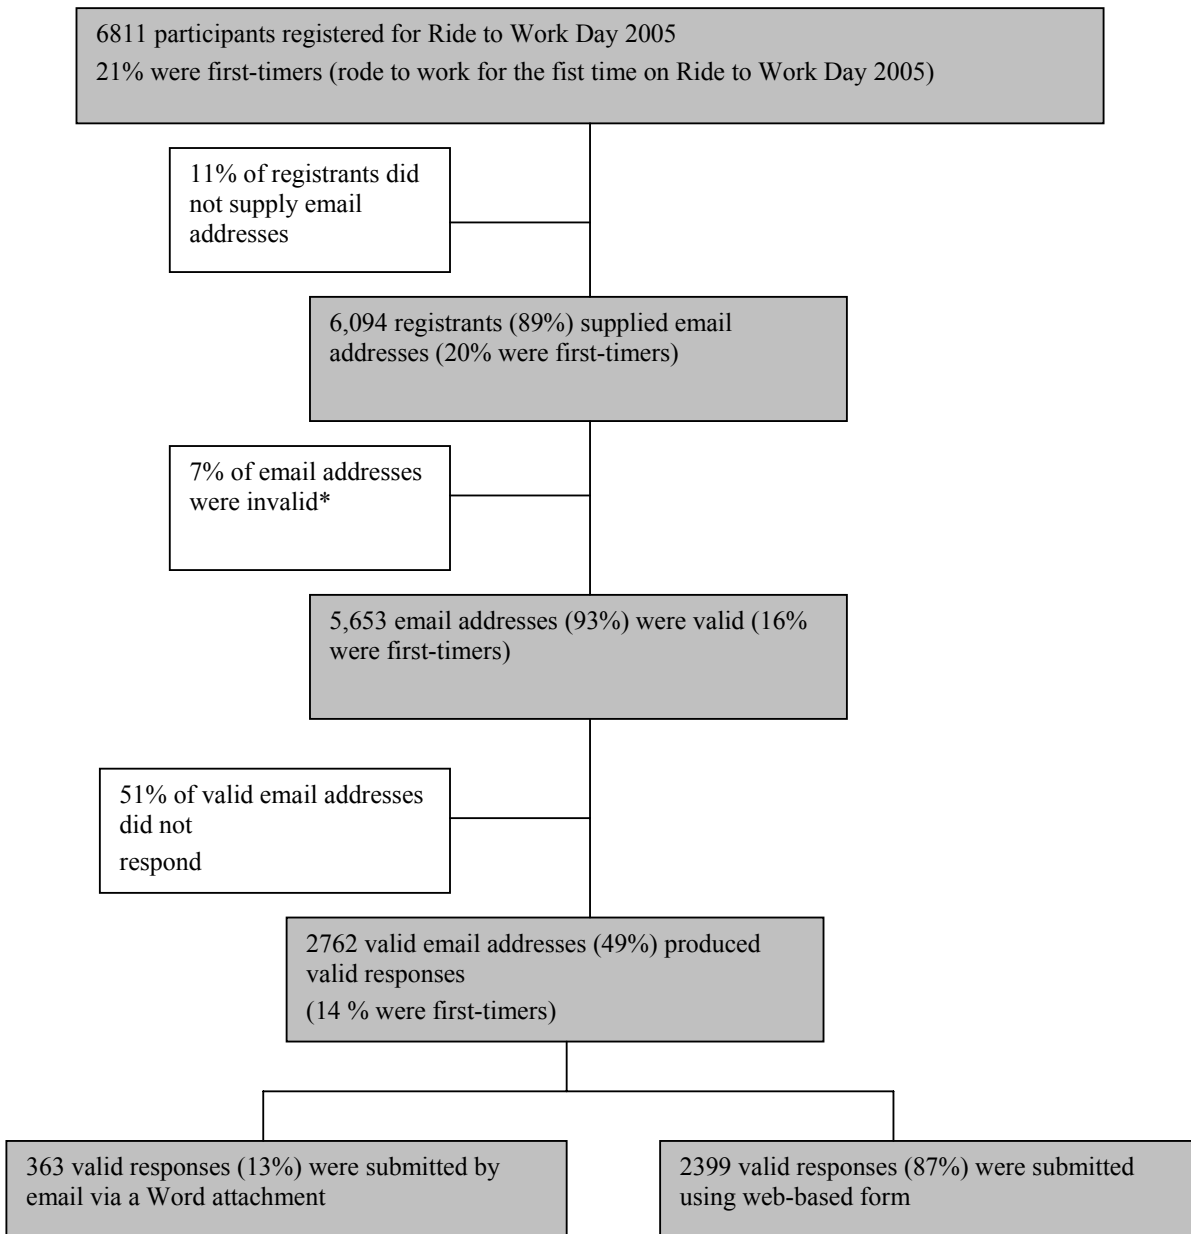 6811 participants registered for Ride to Work Day 2005
21% were first-timers (rode to work for the fist time on Ride to Work Day 2005)
11% of registrants did
not supply email
addresses
6,094 registrants (89%) supplied email
addresses (20% were first-timers)
7% of email addresses
were invalid*
5,653 email addresses (93%) were valid (16%
were first-timers)
51% of valid email addresses
did not
respond
2762 valid email addresses (49%) produced
valid responses
(14 % were first-timers)
363 valid responses (13%) were submitted by
email via a Word attachment
2399 valid responses (87%) were submitted
using web-based form